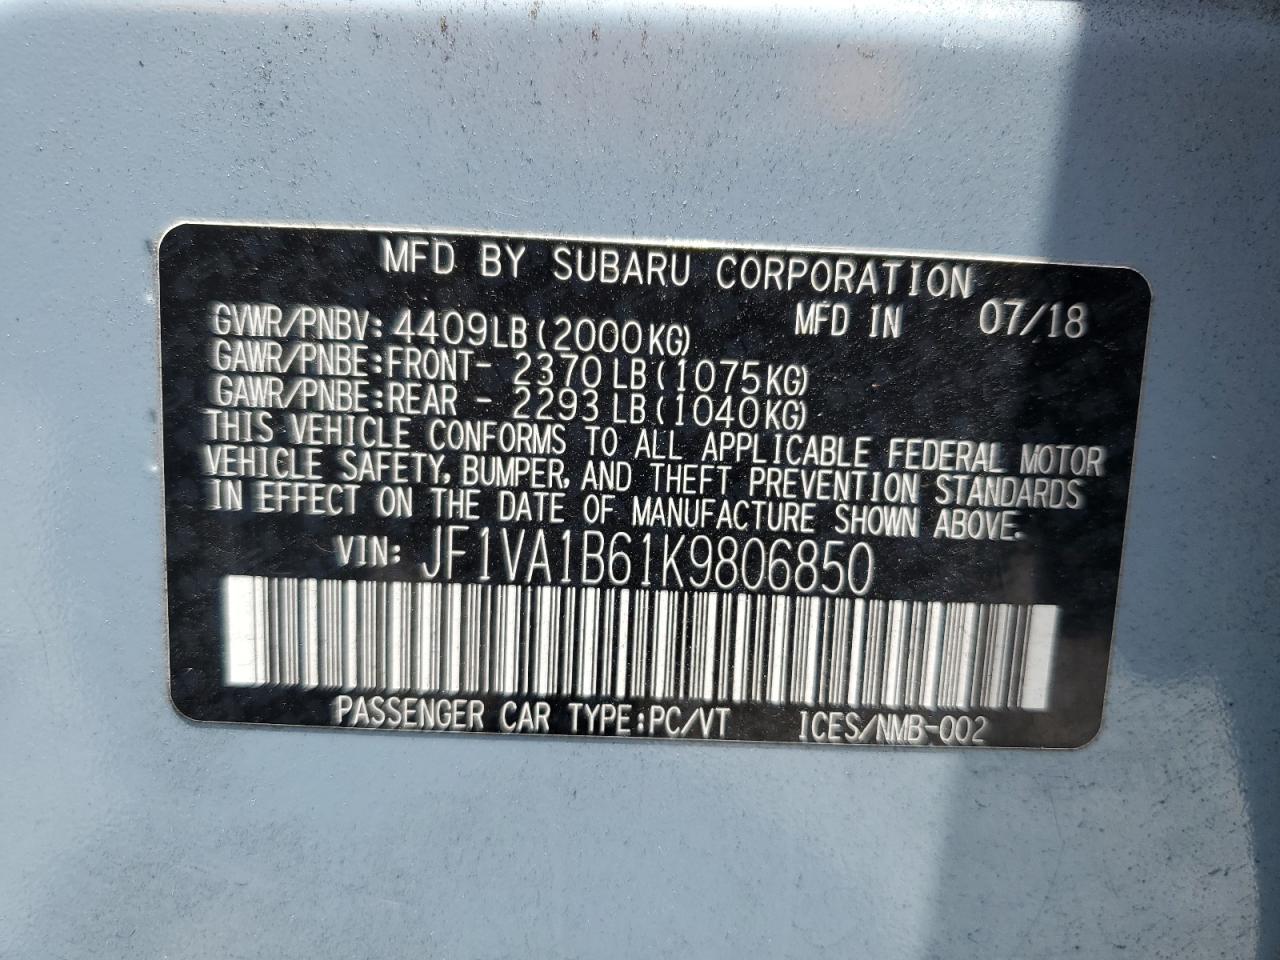 MFD BY SUBARU CORPORATION
MFD IN 07/18
GVWR/PNBV: 4409LB (2000KG)
GAWR/PNBE:FRONT- 2370 LB (1075KG)
GAWR/PNBE:REAR - 2293 LB (1040KG)
THIS VEHICLE CONFORMS TO ALL APPLICABLE FEDERAL MOTOR
VEHICLE SAFETY, BUMPER, AND THEFT PREVENTION STANDARDS
IN EFFECT ON THE DATE OF MANUFACTURE SHOWN ABOVE.
VIN: JF1VA1B61K9806850
PASSENGER CAR TYPE:PC/VT ICES/NMB-002